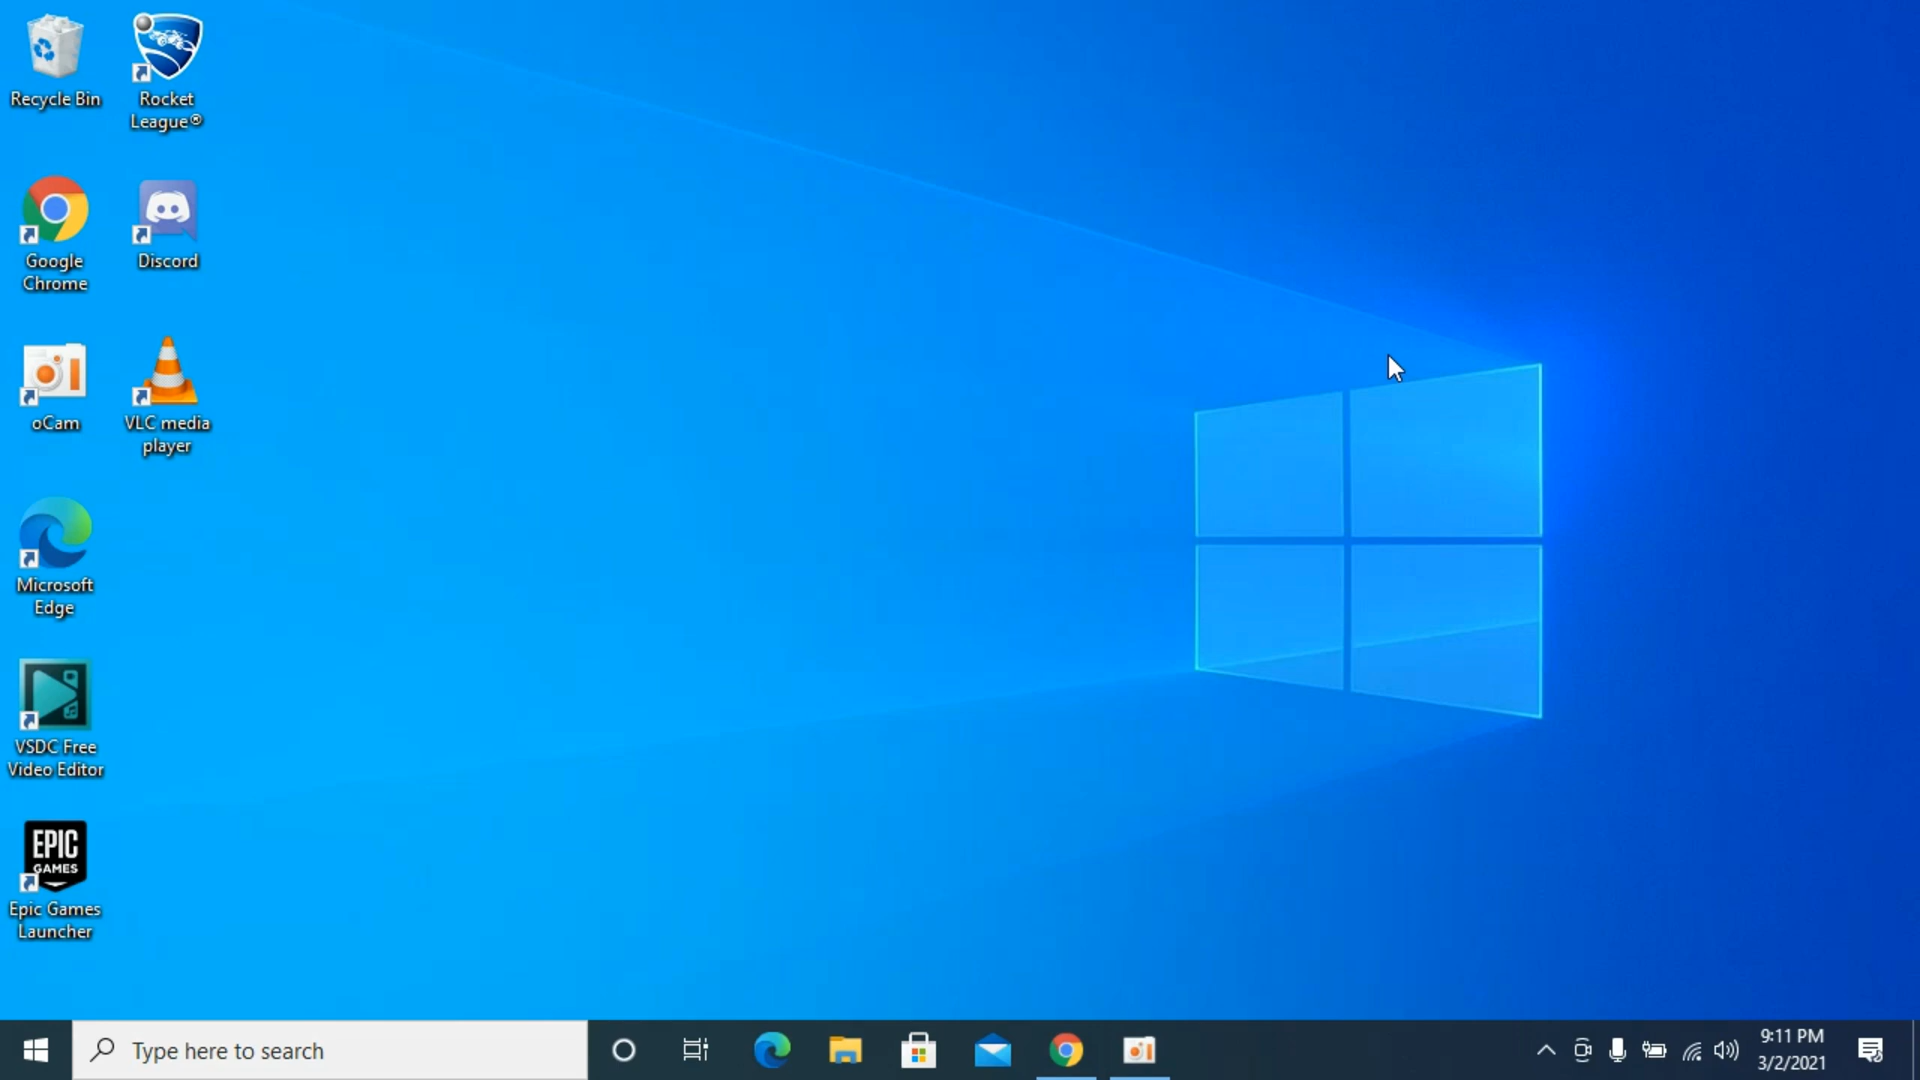 Recycle Bin
Rocket
League®
Google
Chrome
Discord
oCam
VLC media
player
Microsoft
Edge
VSDC Free
Video Editor
EPIC
GAMES
Epic Games
Launcher
Type here to search
9:11 PM
3/2/2021